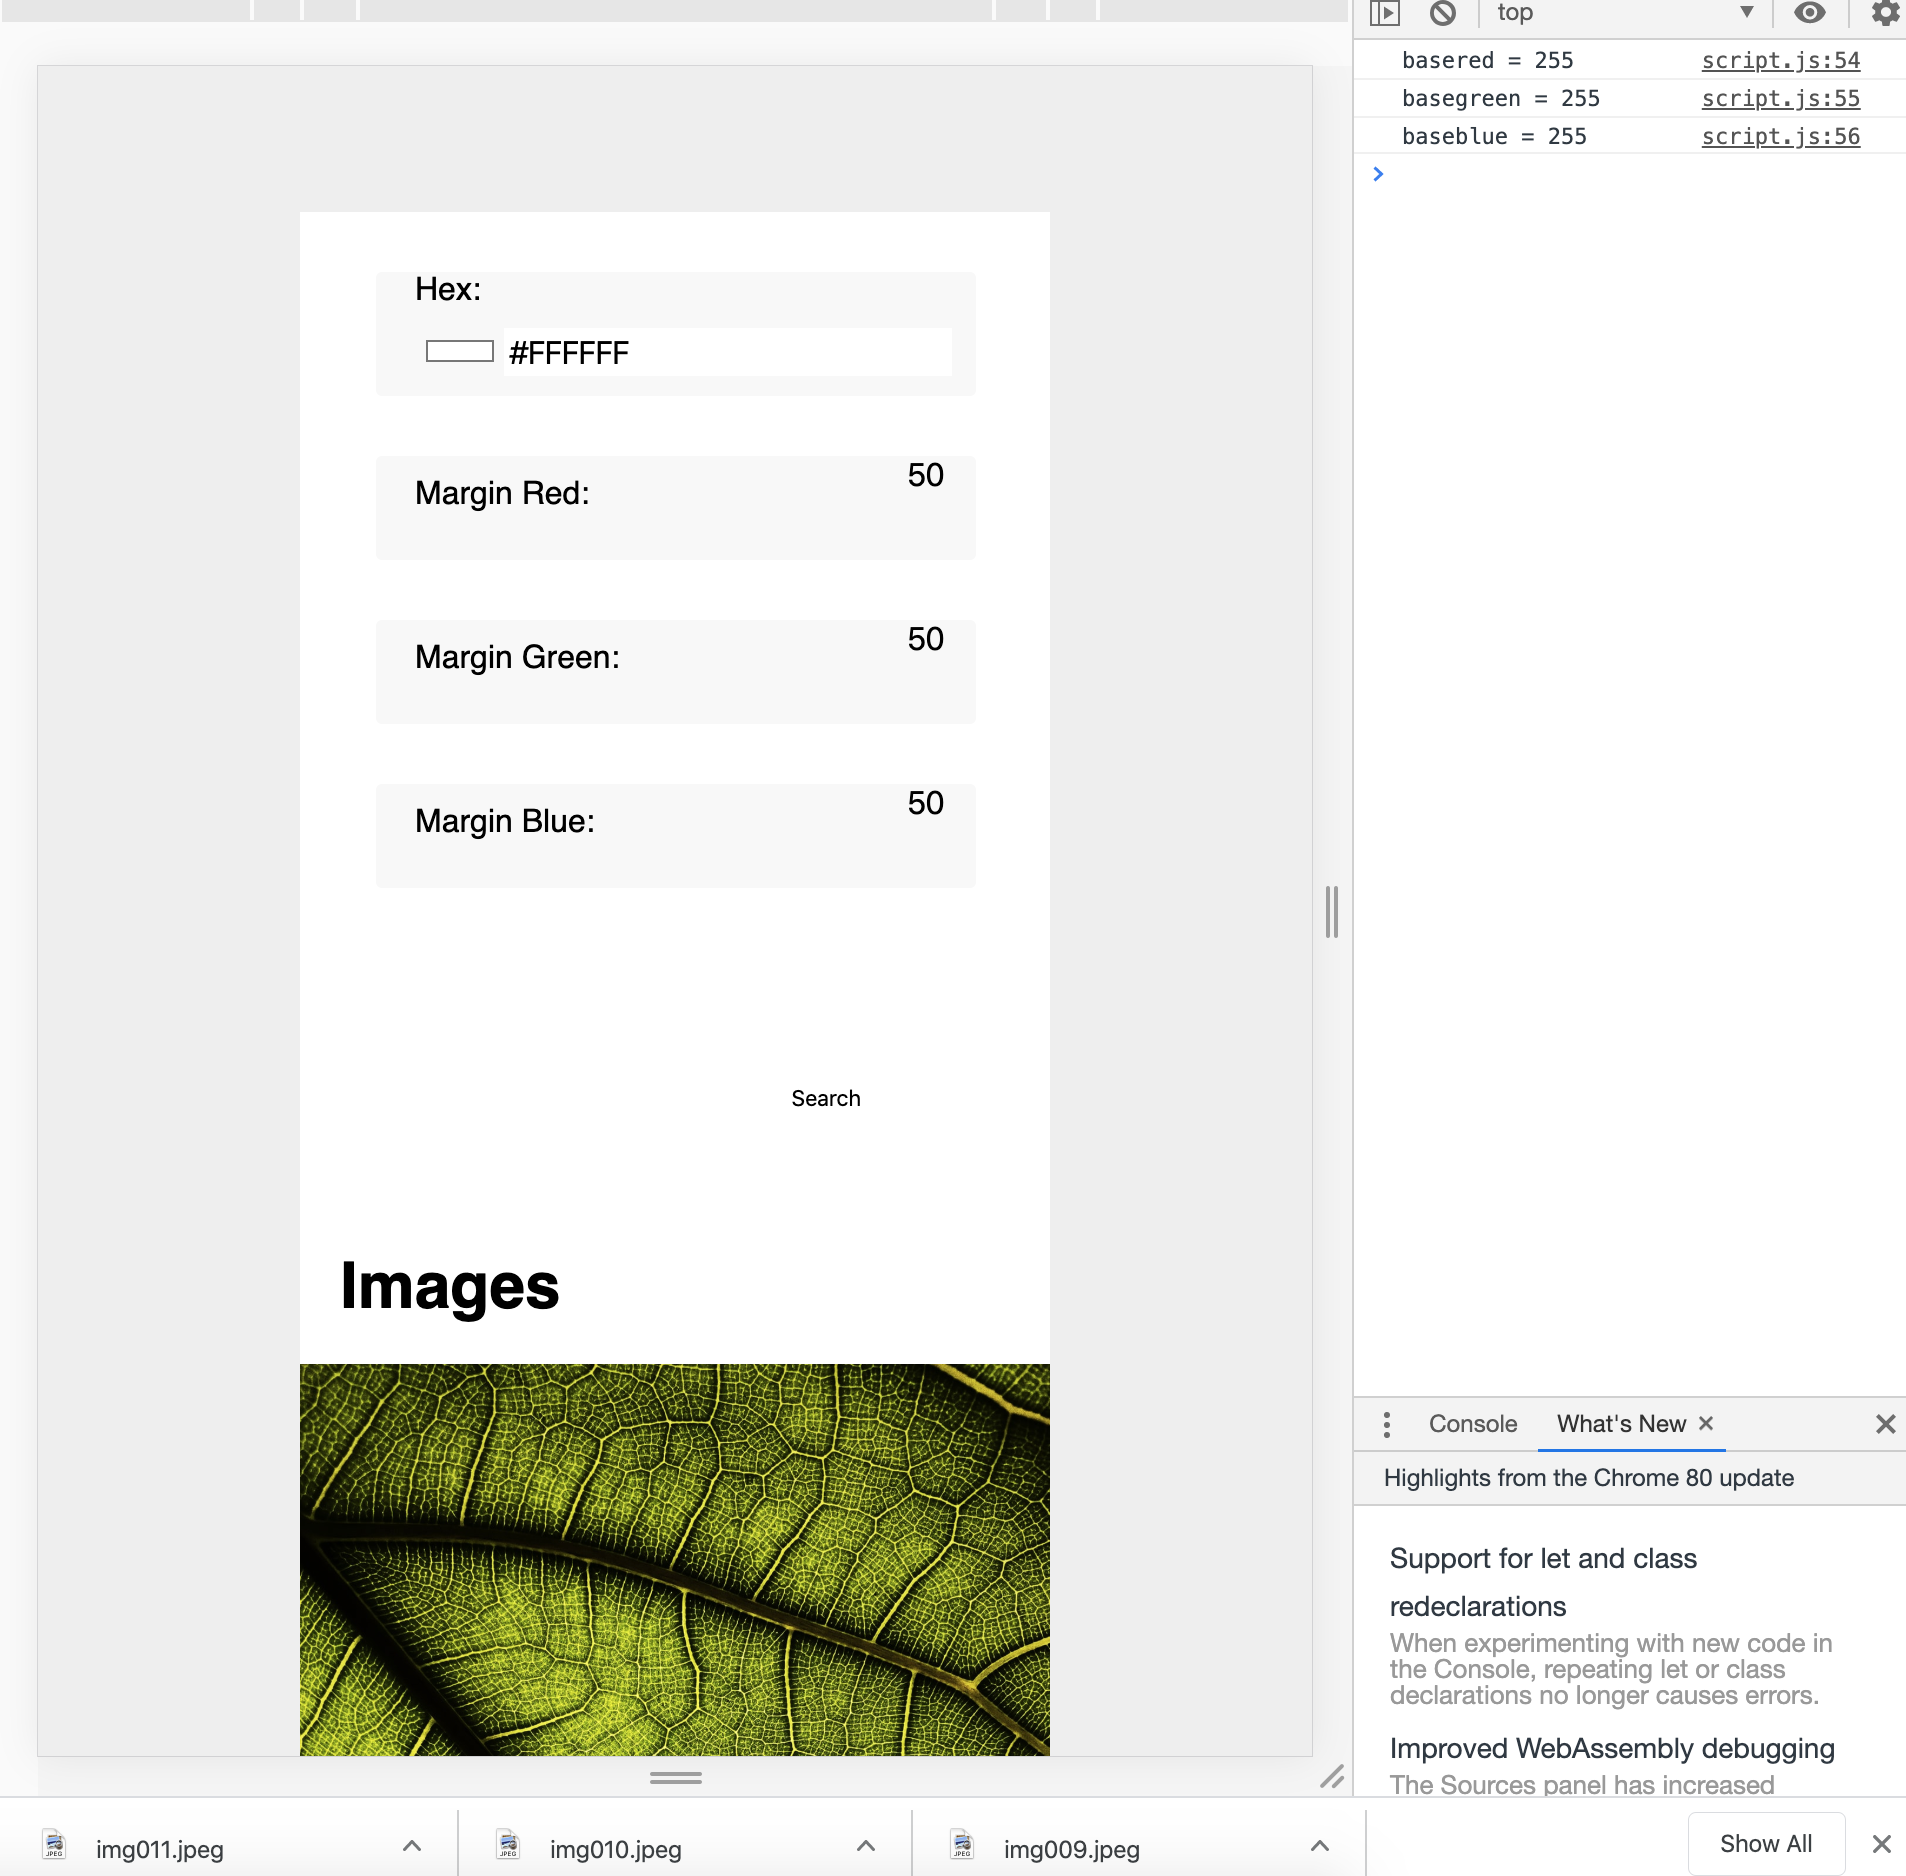 top
basered = 255 script.js:54
basegreen = 255 script.js:55
baseblue = 255 script.js:56
Hex:
#FFFFFF
Margin Red: 50
Margin Green: 50
Margin Blue: 50
Search
Images
Console What's New
Highlights from the Chrome 80 update
Support for let and class
redeclarations
When experimenting with new code in
the Console, repeating let or class
declarations no longer causes errors.
Improved WebAssembly debugging
The Sources panel has increased
JPEG img011.jpeg JPEG img010.jpeg JPEG img009.jpeg Show All